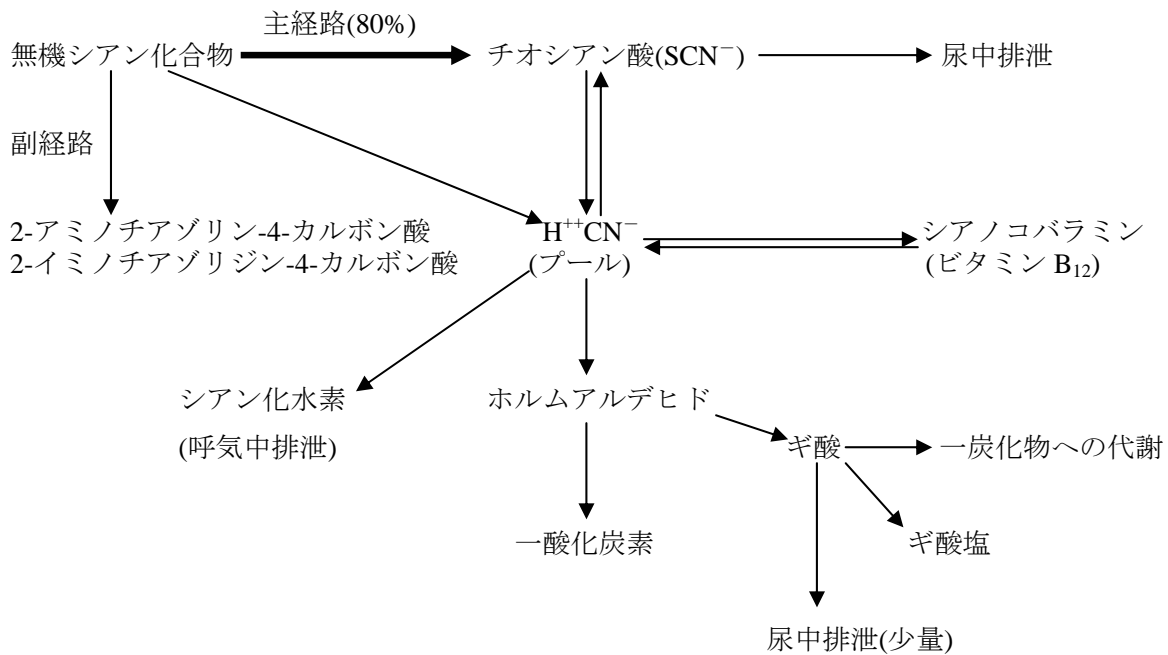 主経路(80%)
無機シアン化合物
チオシアン酸(SCN⁻)
尿中排泄
副経路
2-アミノチアゾリン-4-カルボン酸
2-イミノチアゾリジン-4-カルボン酸
H⁺⁺CN⁻
(プール)
シアノコバラミン
(ビタミン B₁₂)
シアン化水素
(呼気中排泄)
ホルムアルデヒド
ギ酸
一炭化物への代謝
一酸化炭素
ギ酸塩
尿中排泄(少量)